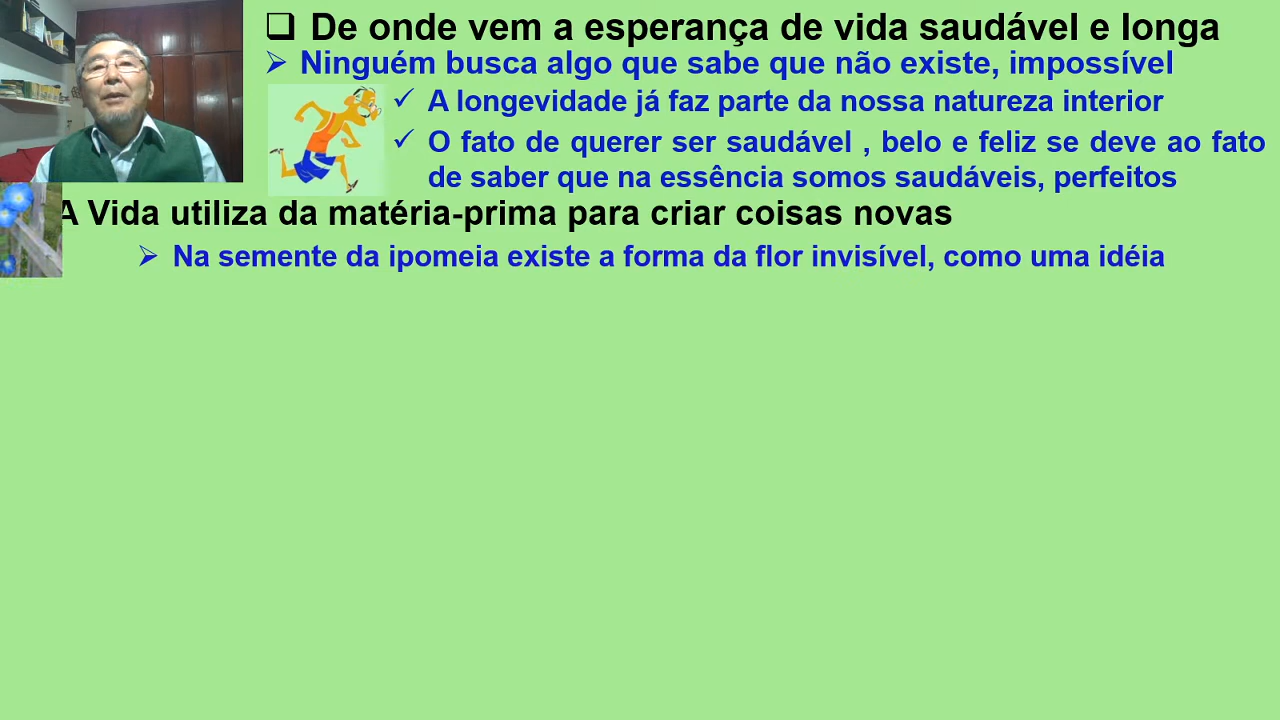 De onde vem a esperança de vida saudável e longa
Ninguém busca algo que sabe que não existe, impossível
A longevidade já faz parte da nossa natureza interior
O fato de querer ser saudável , belo e feliz se deve ao fato
de saber que na essência somos saudáveis, perfeitos
A Vida utiliza da matéria-prima para criar coisas novas
Na semente da ipomeia existe a forma da flor invisível, como uma idéia